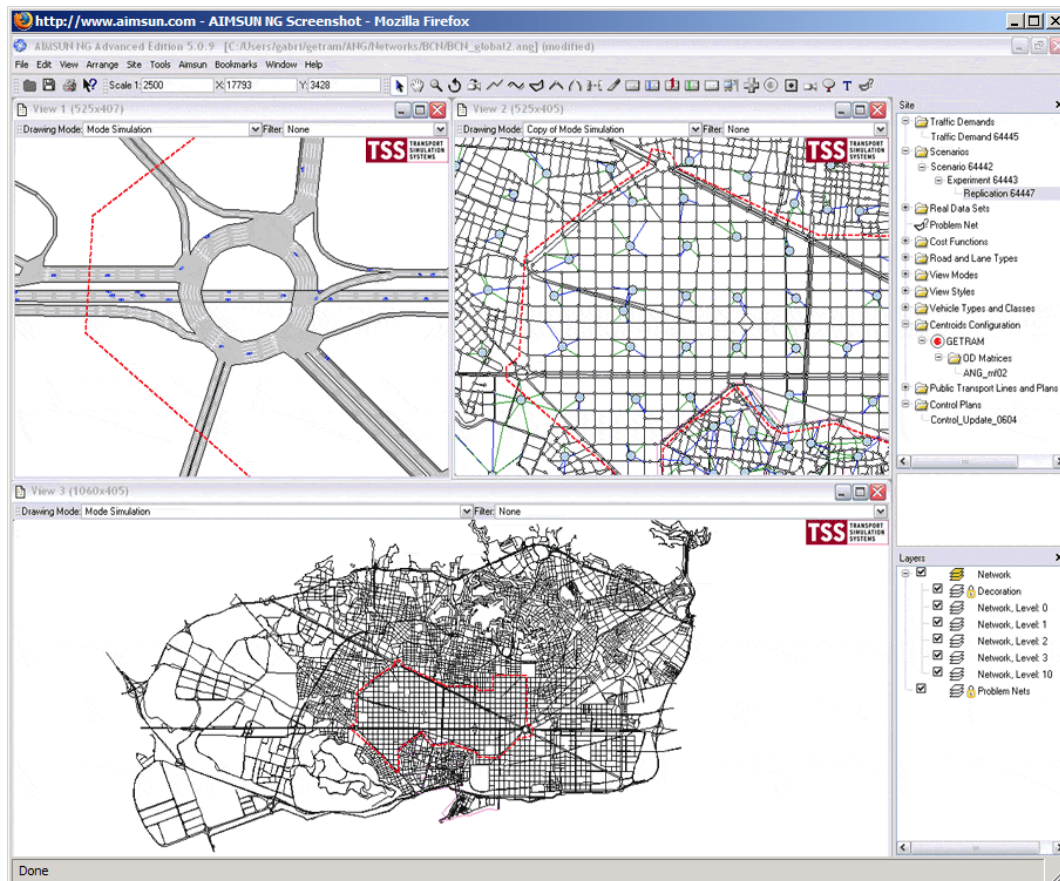 http://www.aimsun.com - AIMSUN NG Screenshot - Mozilla Firefox
AIMSUN NG Advanced Edition 5.0.9 [C:/Users/gabri/getram/ANG/Networks/BCN/BCN_global2.ang] (modified)
File Edit View Arrange Site Tools Aimsun Bookmarks Window Help
Scale 1: 2500 X: 17793 Y: 3428
View 1 (525x407)
Drawing Mode: Mode Simulation Filter: None
TSS TRANSPORT SIMULATION SYSTEMS
View 2 (525x405)
Drawing Mode: Copy of Mode Simulation Filter: None
TSS TRANSPORT SIMULATION SYSTEMS
View 3 (1060x405)
Drawing Mode: Mode Simulation Filter: None
TSS TRANSPORT SIMULATION SYSTEMS
Site
Traffic Demands
Traffic Demand 64445
Scenarios
Scenario 64442
Experiment 64443
Replication 64447
Real Data Sets
Problem Net
Cost Functions
Road and Lane Types
View Modes
View Styles
Vehicle Types and Classes
Centroids Configuration
GETRAM
OD Matrices
ANG_mf02
Public Transport Lines and Plans
Control Plans
Control_Update_0604
Layers
Network
Decoration
Network, Level: 0
Network, Level: 1
Network, Level: 2
Network, Level: 3
Network, Level: 10
Problem Nets
Done